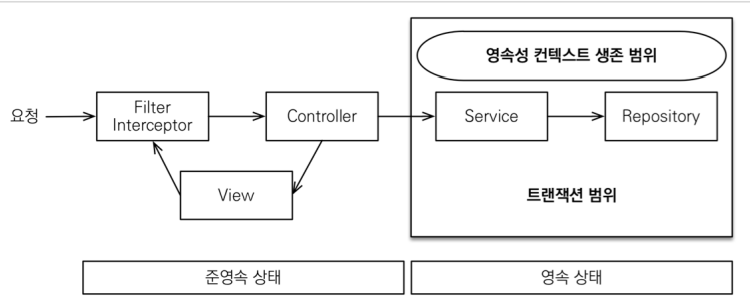 영속성 컨텍스트 생존 범위
요청
Filter
Interceptor
Controller
Service
Repository
View
트랜잭션 범위
준영속 상태
영속 상태